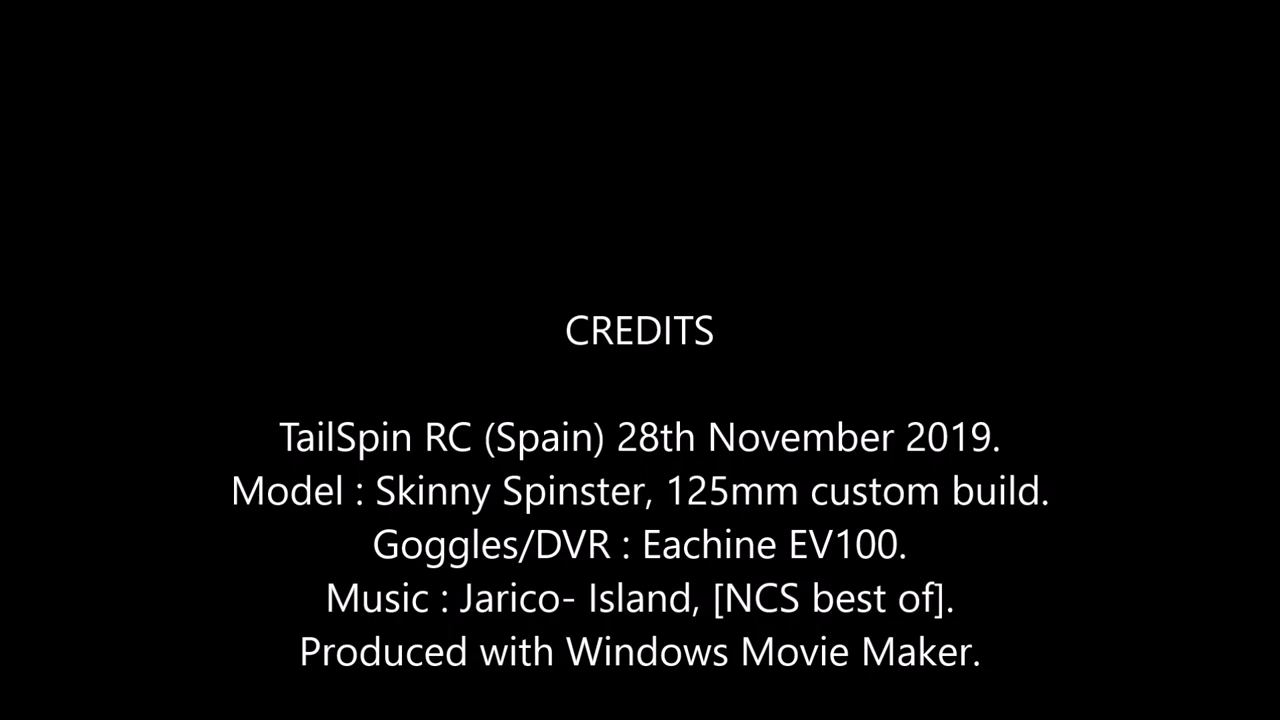 CREDITS
TailSpin RC (Spain) 28th November 2019.
Model : Skinny Spinster, 125mm custom build.
Goggles/DVR : Eachine EV100.
Music : Jarico- Island, [NCS best of].
Produced with Windows Movie Maker.